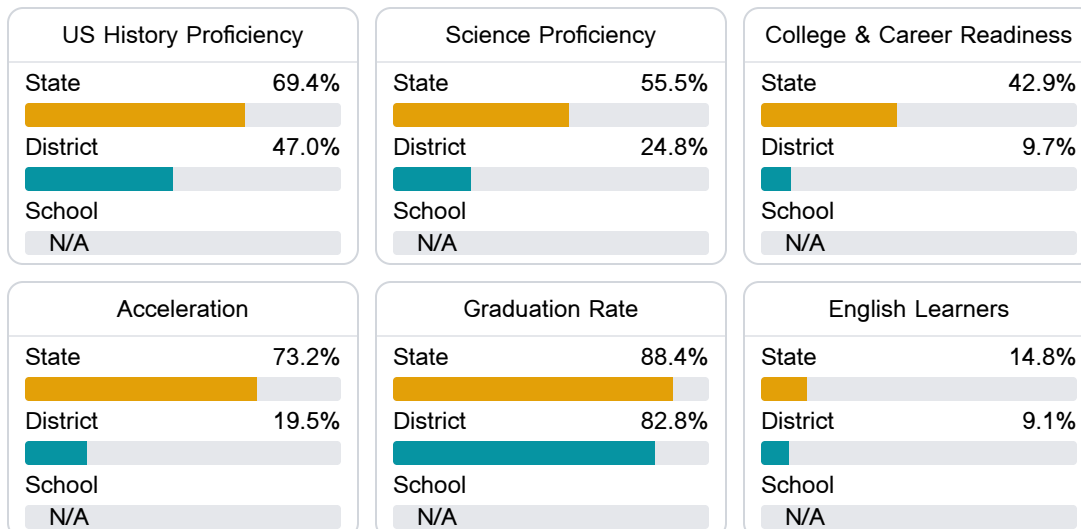 US History Proficiency
State 69.4%
District 47.0%
School
N/A
Science Proficiency
State 55.5%
District 24.8%
School
N/A
College & Career Readiness
State 42.9%
District 9.7%
School
N/A
Acceleration
State 73.2%
District 19.5%
School
N/A
Graduation Rate
State 88.4%
District 82.8%
School
N/A
English Learners
State 14.8%
District 9.1%
School
N/A